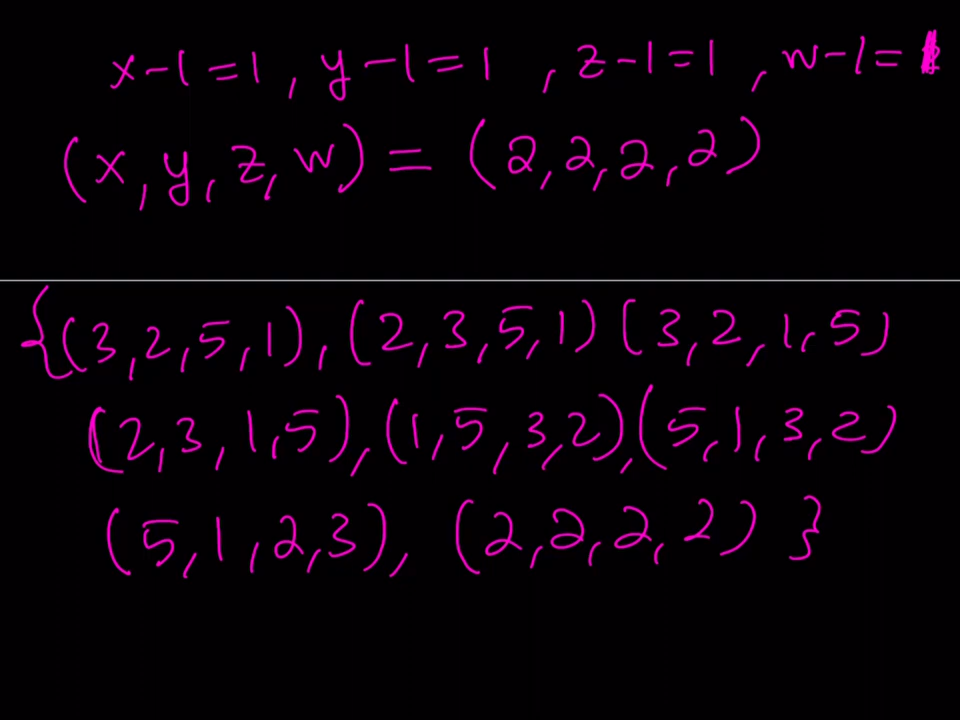 x-1=1, y-1=1, z-1=1, w-1=1
(x, y, z, w) = (2,2,2,2)
{(3,2,5,1), (2,3,5,1) (3,2,1,5)
(2,3,1,5), (1,5,3,2), (5,1,3,2)
(5,1,2,3), (2,2,2,2) }